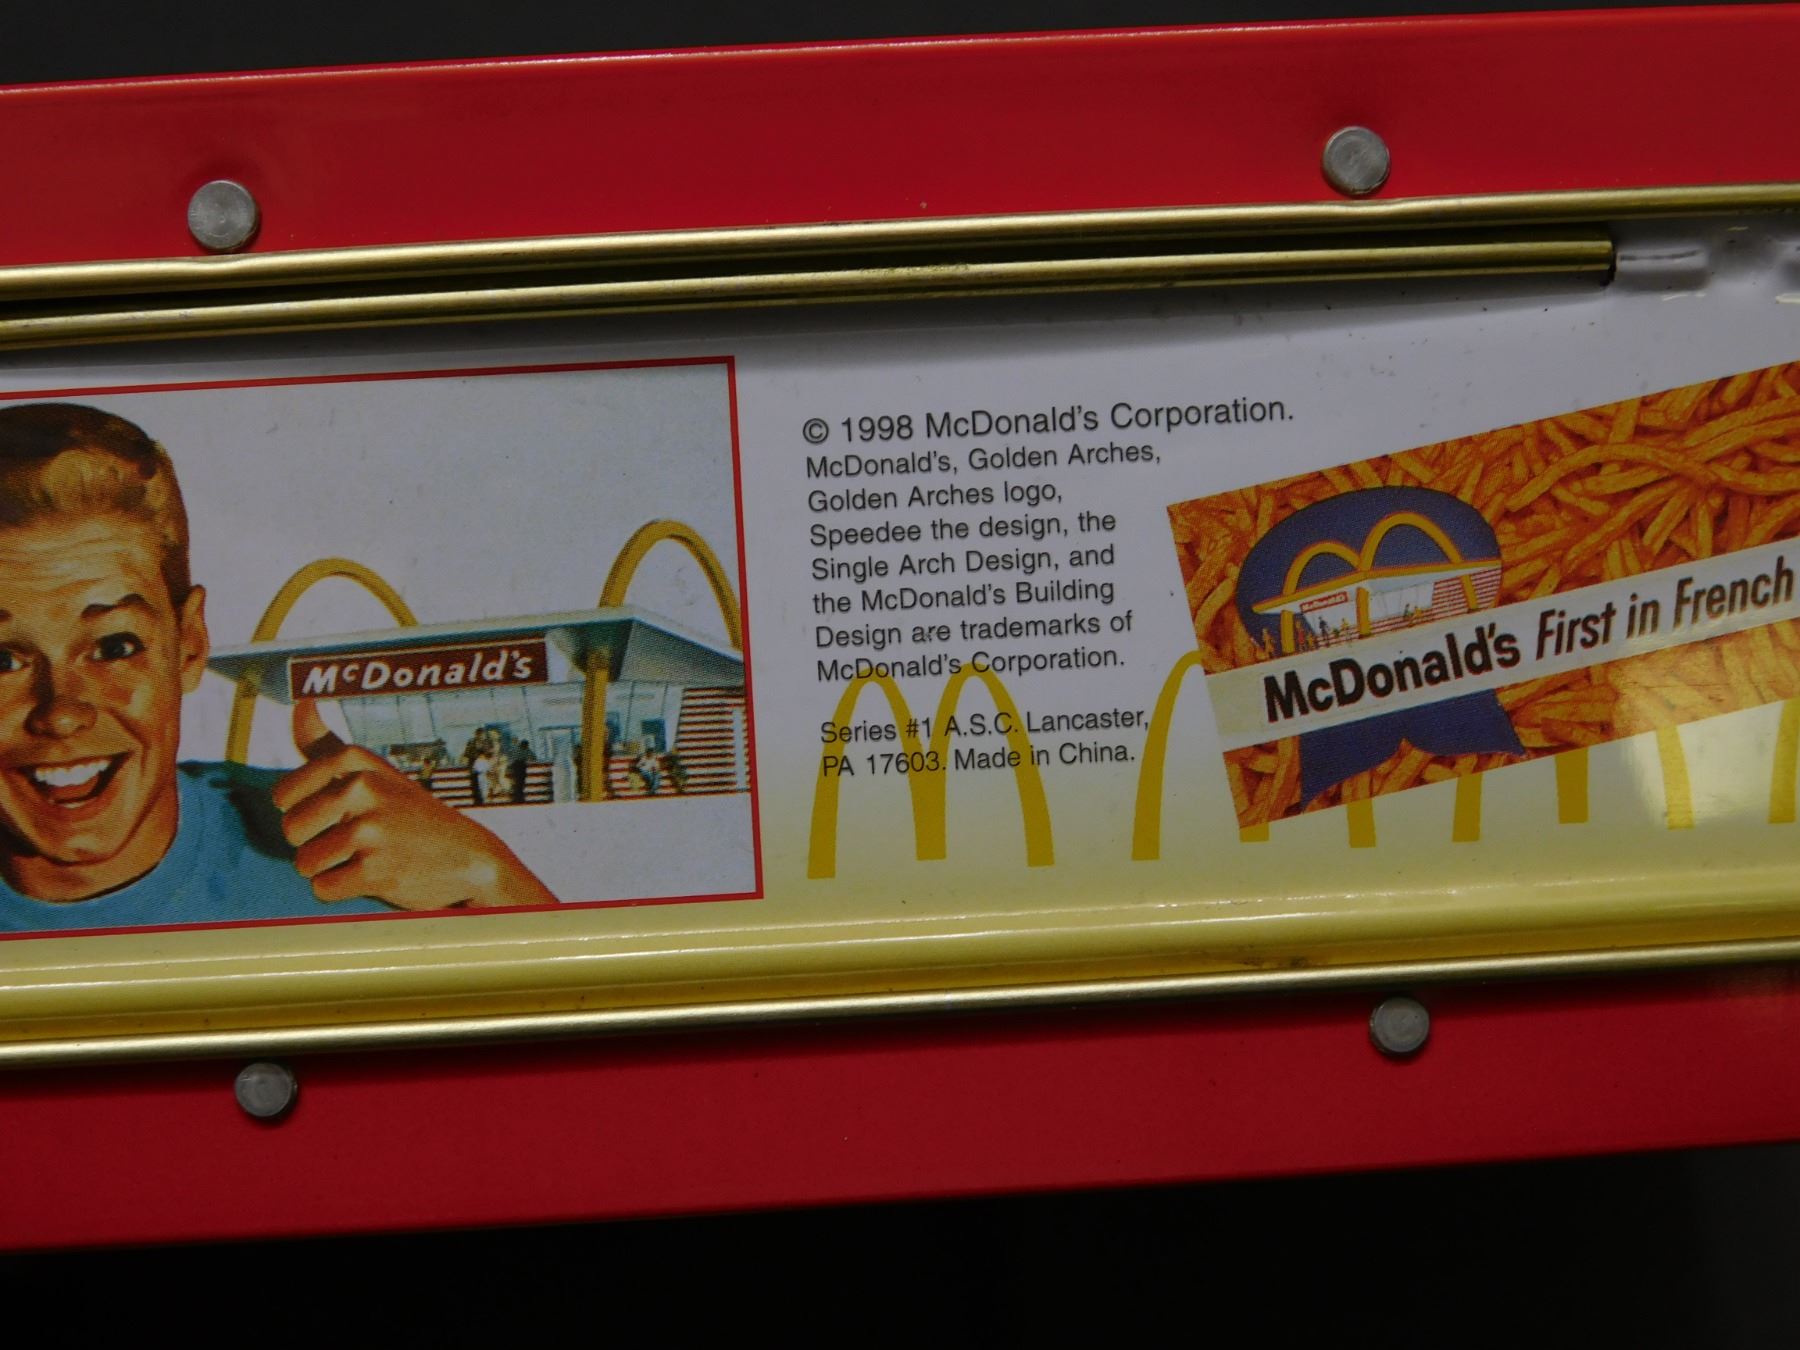 McDonald's
© 1998 McDonald's Corporation.
McDonald's, Golden Arches,
Golden Arches logo,
Speedee the design, the
Single Arch Design, and
the McDonald's Building
Design are trademarks of
McDonald's Corporation.
Series #1 A.S.C. Lancaster,
PA 17603. Made in China.
McDonald's
McDonald's First in French